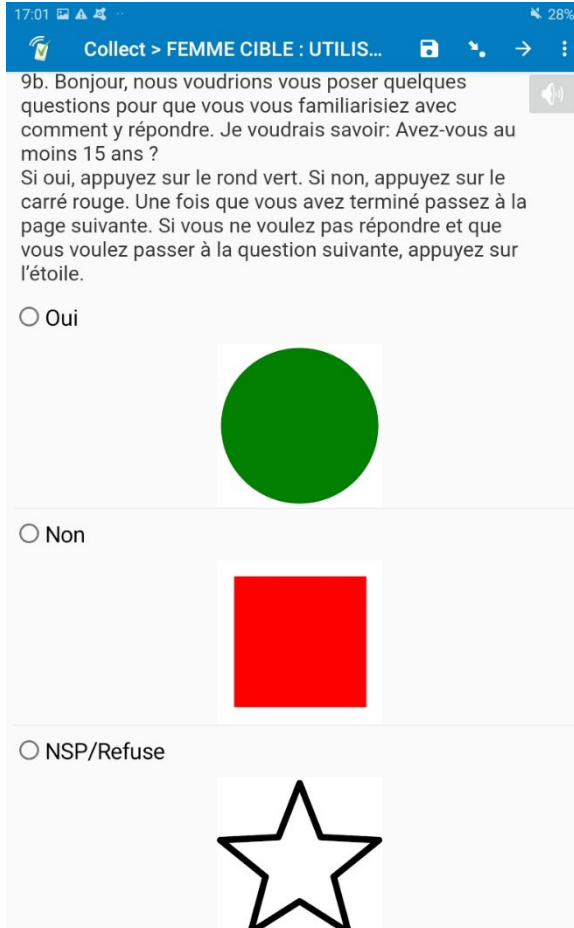 17:01 28%
Collect > FEMME CIBLE : UTILIS...
9b. Bonjour, nous voudrions vous poser quelques
questions pour que vous vous familiarisiez avec
comment y répondre. Je voudrais savoir: Avez-vous au
moins 15 ans ?
Si oui, appuyez sur le rond vert. Si non, appuyez sur le
carré rouge. Une fois que vous avez terminé passez à la
page suivante. Si vous ne voulez pas répondre et que
vous voulez passer à la question suivante, appuyez sur
l'étoile.
Oui
Non
NSP/Refuse